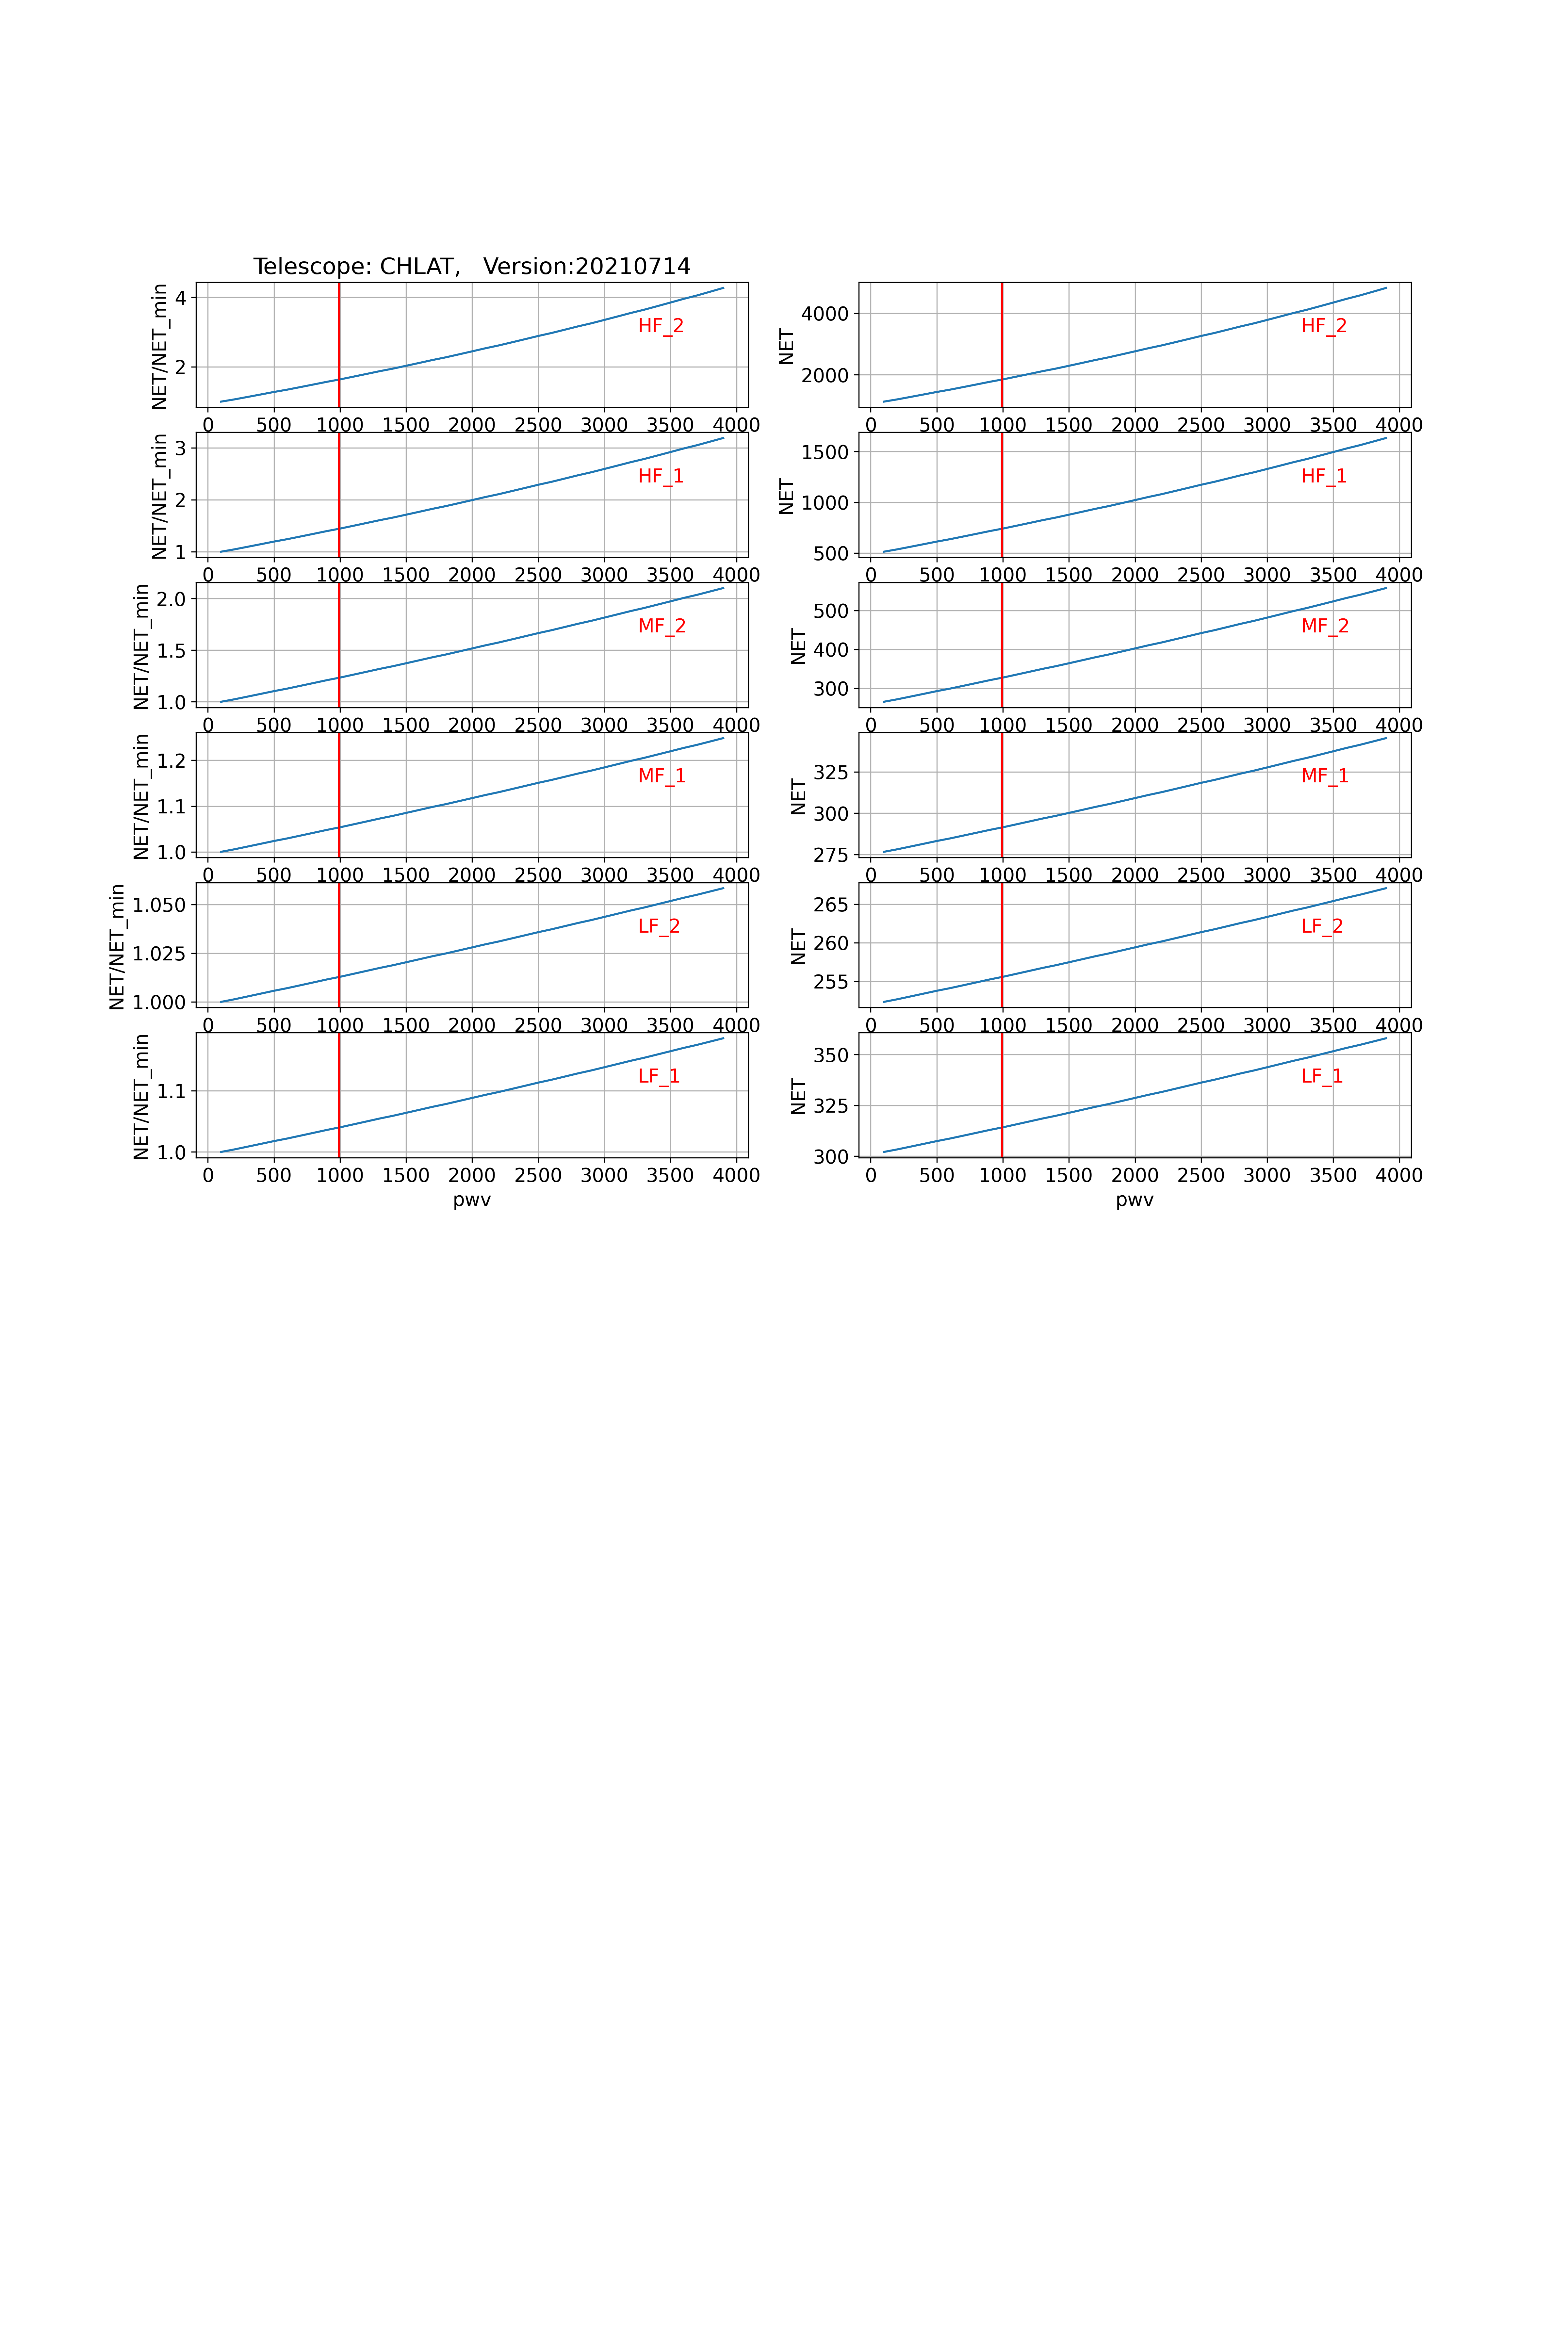 Telescope: CHLAT,   Version:20210714
NET/NET_min
4
2
HF_2
0 500 1000 1500 2000 2500 3000 3500 4000
NET
4000
2000
HF_2
0 500 1000 1500 2000 2500 3000 3500 4000
NET/NET_min
3
2
1
HF_1
0 500 1000 1500 2000 2500 3000 3500 4000
NET
1500
1000
500
HF_1
0 500 1000 1500 2000 2500 3000 3500 4000
NET/NET_min
2.0
1.5
1.0
MF_2
0 500 1000 1500 2000 2500 3000 3500 4000
NET
500
400
300
MF_2
0 500 1000 1500 2000 2500 3000 3500 4000
NET/NET_min
1.2
1.1
1.0
MF_1
0 500 1000 1500 2000 2500 3000 3500 4000
NET
325
300
275
MF_1
0 500 1000 1500 2000 2500 3000 3500 4000
NET/NET_min
1.050
1.025
1.000
LF_2
0 500 1000 1500 2000 2500 3000 3500 4000
NET
265
260
255
LF_2
0 500 1000 1500 2000 2500 3000 3500 4000
NET/NET_min
1.1
1.0
LF_1
0 500 1000 1500 2000 2500 3000 3500 4000
pwv
NET
350
325
300
LF_1
0 500 1000 1500 2000 2500 3000 3500 4000
pwv